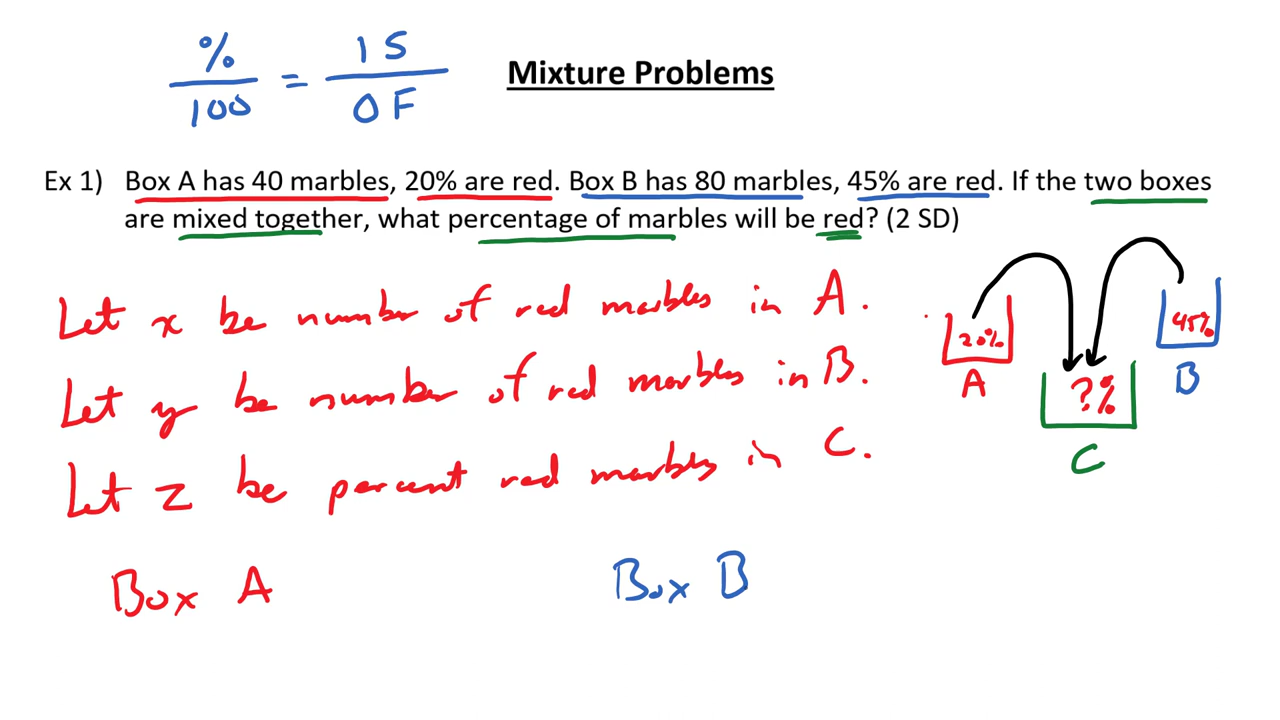 % / 100 = IS / OF
Mixture Problems
Ex 1) Box A has 40 marbles, 20% are red. Box B has 80 marbles, 45% are red. If the two boxes
are mixed together, what percentage of marbles will be red? (2 SD)
Let x be number of red marbles in A.
Let y be number of red marbles in B.
Let z be percent red marbles in C.
20%
A
45%
B
?%
C
Box A
Box B